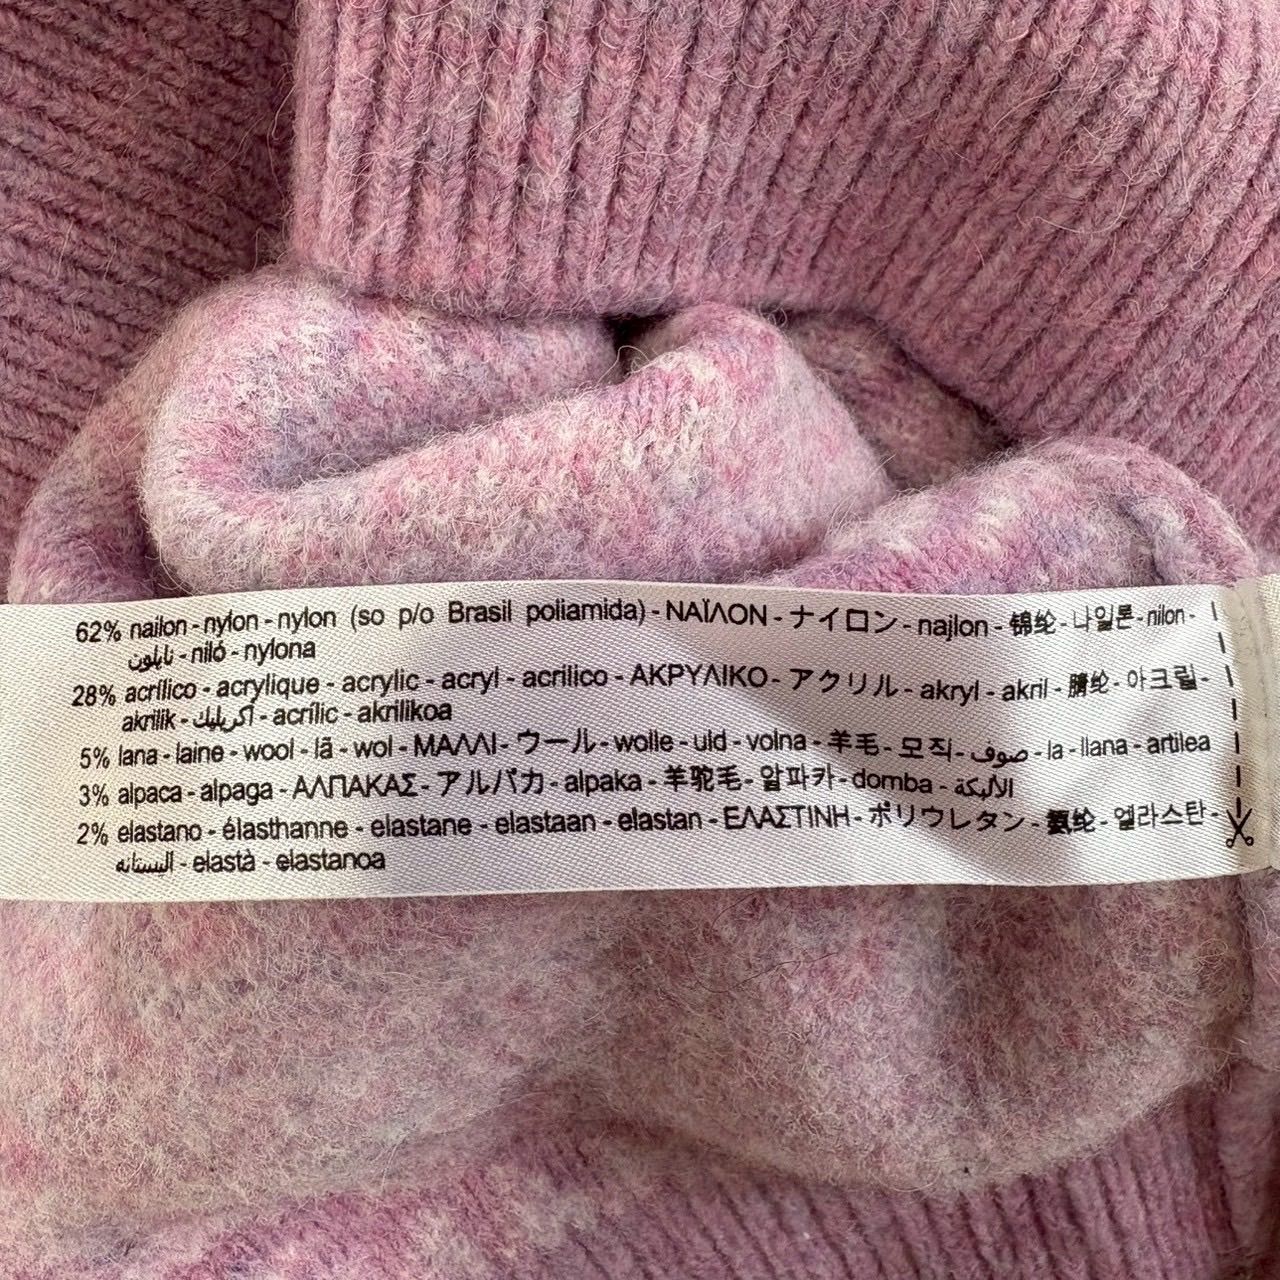 62% nailon - nylon - nylon (so p/o Brasil poliamida) - ΝΑΪΛΟΝ - ナイロン - najlon - 锦纶 - 나일론 - nilon -
نايلون - niló - nylona
28% acrílico - acrylique - acrylic - acryl - acrilico - ΑΚΡΥΛΙΚΟ - アクリル - akryl - akril - 腈纶 - 아크릴 -
akrilik - أكريليك - acrílic - akrilikoa
5% lana - laine - wool - lã - wol - ΜΑΛΛΙ - ウール - wolle - uld - volna - 羊毛 - 모직 - صوف - la - llana - artilea
3% alpaca - alpaga - ΑΛΠΑΚΑΣ - アルパカ - alpaka - 羊驼毛 - 알파카 - domba - الألبكة
2% elastano - élasthanne - elastane - elastaan - elastan - ΕΛΑΣΤΙΝΗ - ポリウレタン - 氨纶 - 엘라스탄 -
- elastà - elastanoa